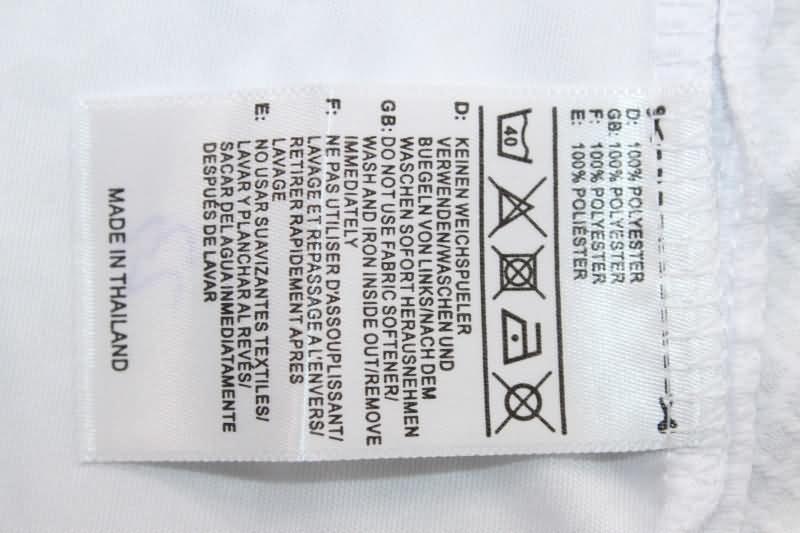 D: 100% POLYESTER
GB: 100% POLYESTER
F: 100% POLYESTER
E: 100% POLIÉSTER
40
D: KEINEN WEICHSPUELER
VERWENDEN/WASCHEN UND
BUEGELN VON LINKS/NACH DEM
WASCHEN SOFORT HERAUSNEHMEN
GB: DO NOT USE FABRIC SOFTENER/
WASH AND IRON INSIDE OUT/REMOVE
IMMEDIATELY
F: NE PAS UTILISER D'ASSOUPLISSANT/
LAVAGE ET REPASSAGE A L'ENVERS/
RETIRER RAPIDEMENT APRES
LAVAGE
E: NO USAR SUAVIZANTES TEXTILES/
LAVAR Y PLANCHAR AL REVÉS/
SACAR DEL AGUA INMEDIATAMENTE
DESPUÉS DE LAVAR
MADE IN THAILAND